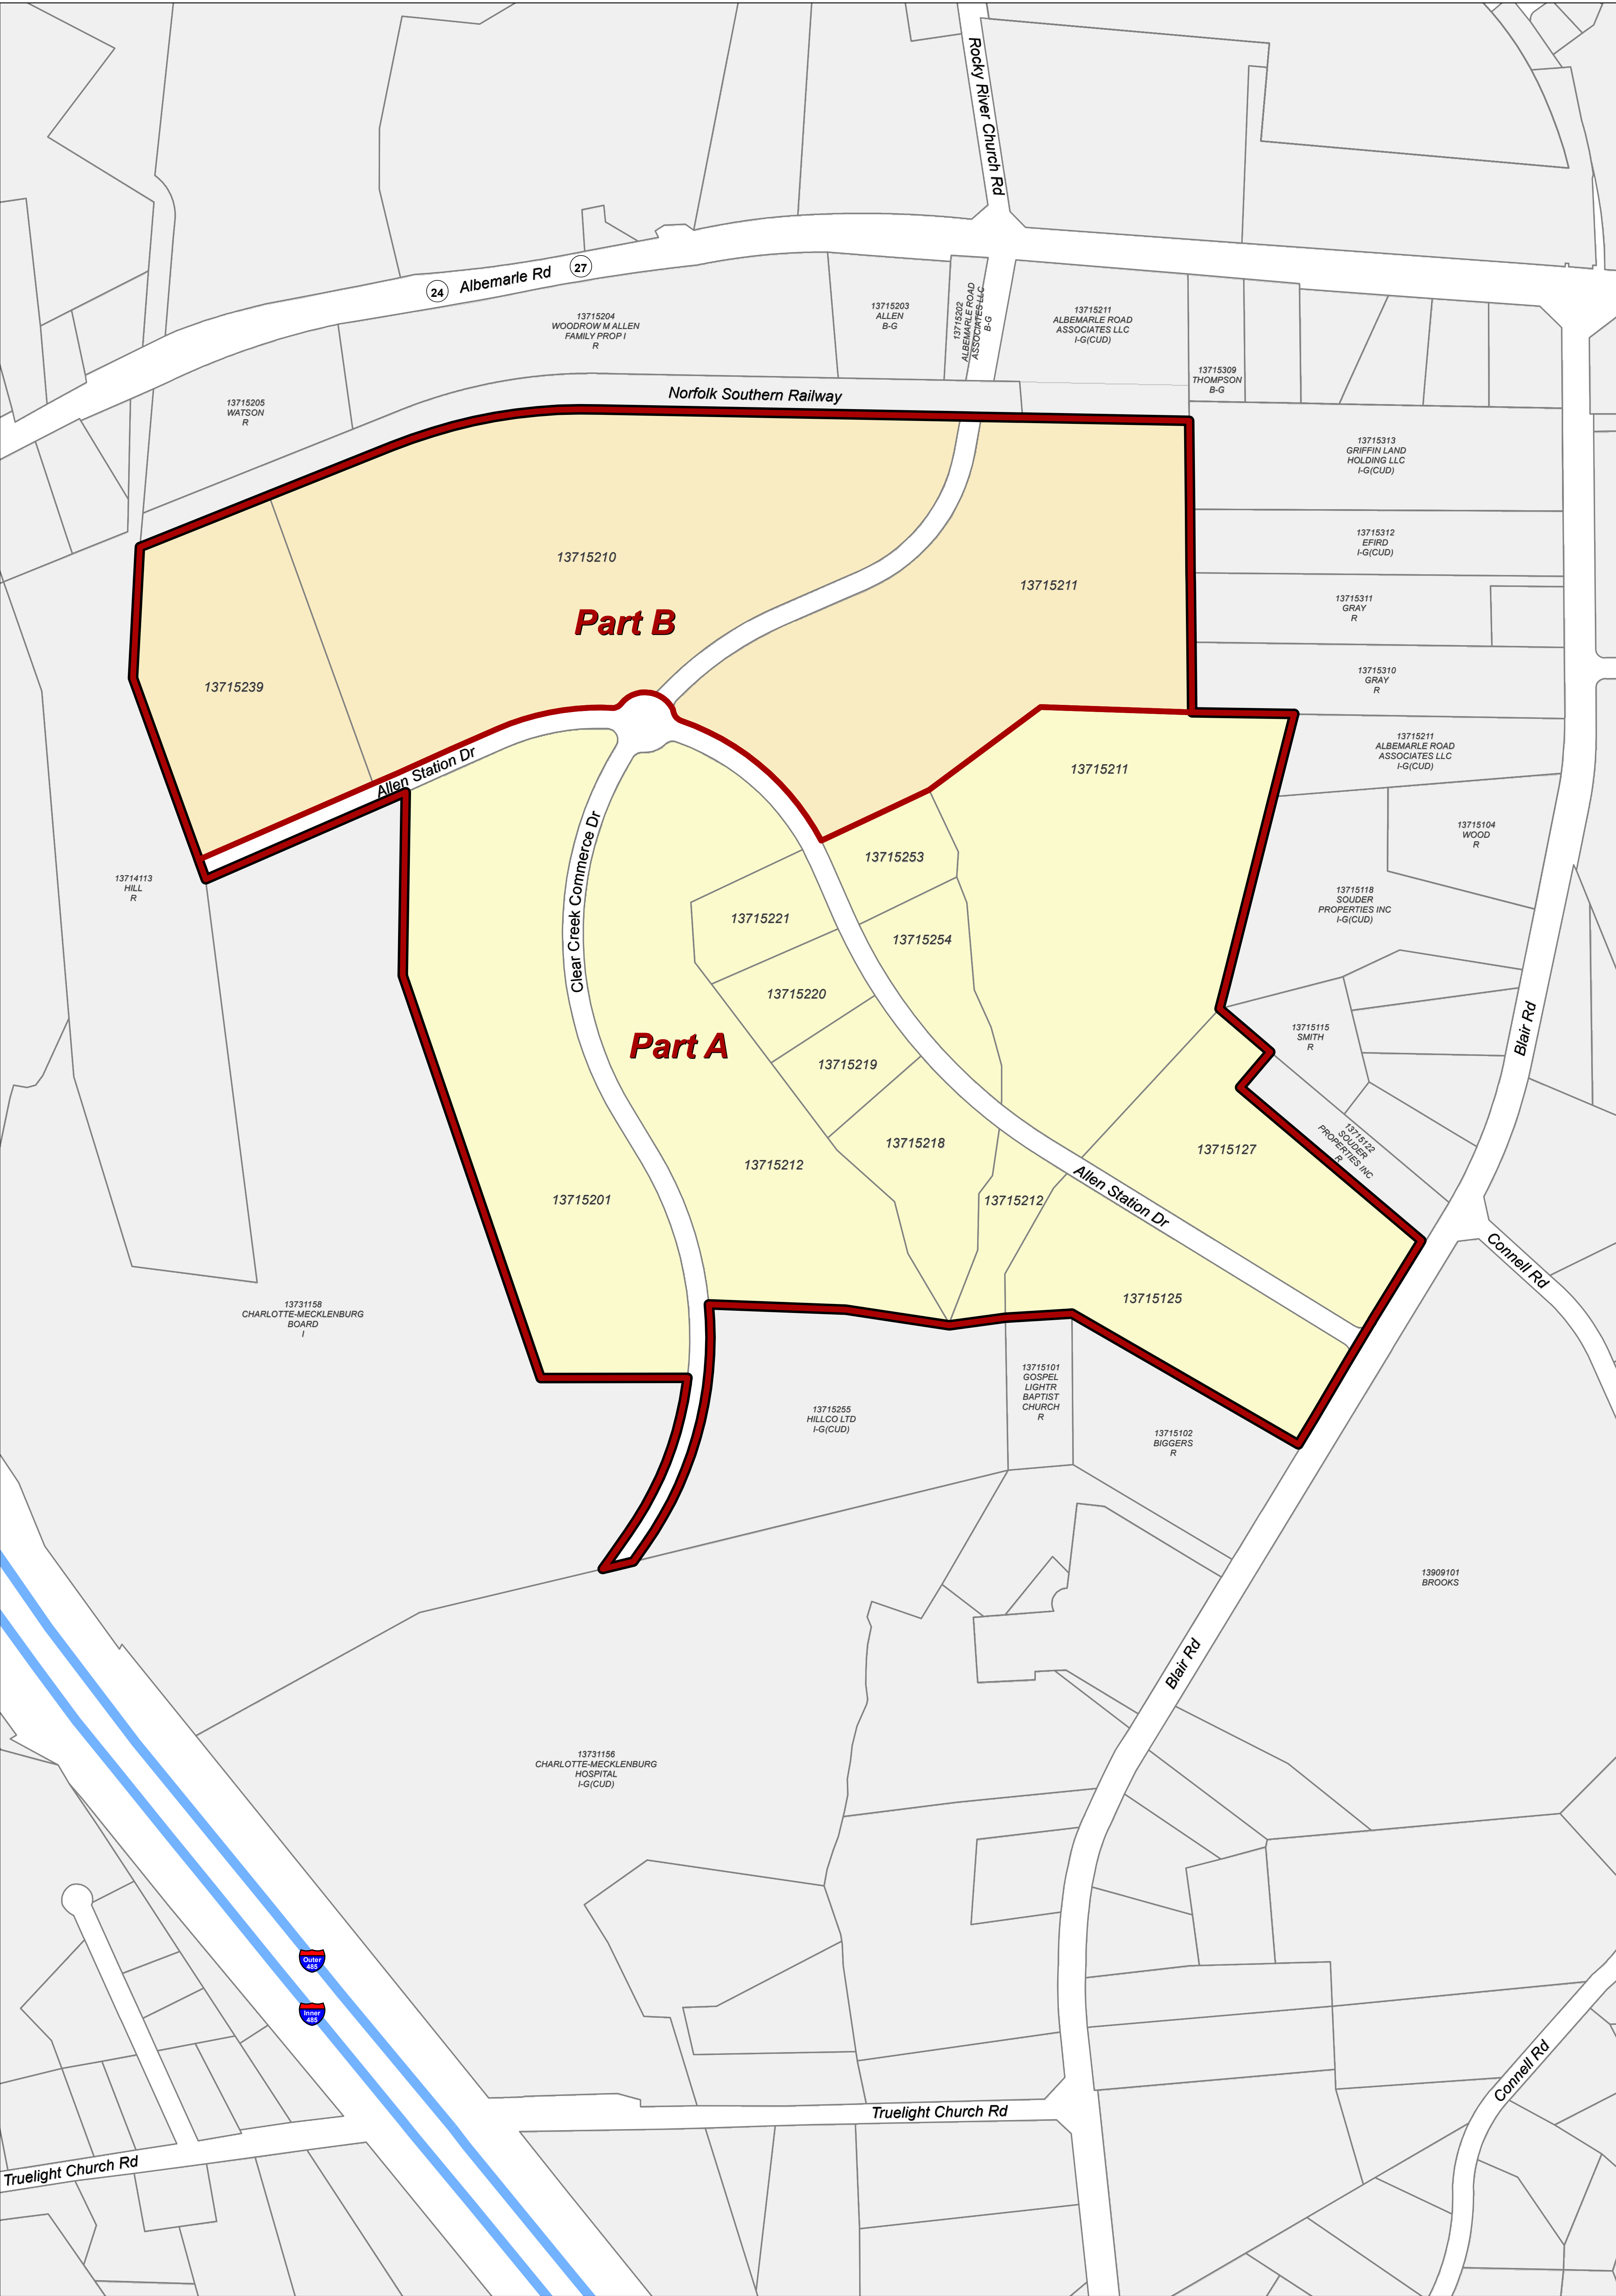 Rocky River Church Rd
24
Albemarle Rd
27
13715204
WOODROW M ALLEN
FAMILY PROP I
R
13715203
ALLEN
B-G
13715202
ALBEMARLE ROAD
ASSOCIATES LLC
B-G
13715211
ALBEMARLE ROAD
ASSOCIATES LLC
I-G(CUD)
13715309
THOMPSON
B-G
Norfolk Southern Railway
13715205
WATSON
R
13715313
GRIFFIN LAND
HOLDING LLC
I-G(CUD)
13715312
EFIRD
I-G(CUD)
13715210
13715211
13715311
GRAY
R
Part B
13715239
13715310
GRAY
R
13715211
ALBEMARLE ROAD
ASSOCIATES LLC
I-G(CUD)
Allen Station Dr
13715211
13715104
WOOD
R
13714113
HILL
R
Clear Creek Commerce Dr
13715253
13715221
13715254
13715118
SOUDER
PROPERTIES INC
I-G(CUD)
13715220
13715115
SMITH
R
Blair Rd
Part A
13715219
13715218
13715212
13715127
13715122
SOUDER
PROPERTIES INC
R
13715201
13715212
Allen Station Dr
Connell Rd
13715125
13731158
CHARLOTTE-MECKLENBURG
BOARD
I
13715101
GOSPEL
LIGHTR
BAPTIST
CHURCH
R
13715255
HILLCO LTD
I-G(CUD)
13715102
BIGGERS
R
13909101
BROOKS
Blair Rd
13731156
CHARLOTTE-MECKLENBURG
HOSPITAL
I-G(CUD)
Outer
485
Inner
485
Connell Rd
Truelight Church Rd
Truelight Church Rd